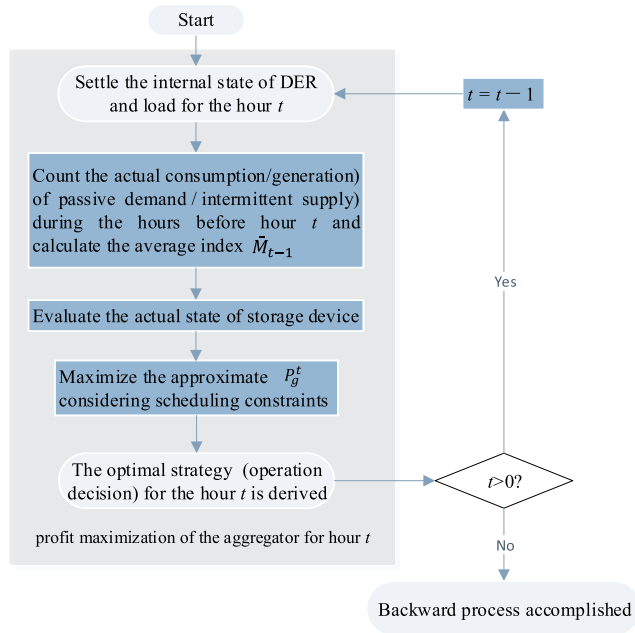 Start
Settle the internal state of DER
and load for the hour t
t = t − 1
Count the actual consumption/generation)
of passive demand / intermittent supply)
during the hours before hour t and
calculate the average index M̄ₜ₋₁
Yes
Evaluate the actual state of storage device
Maximize the approximate P_g^t
considering scheduling constraints
The optimal strategy (operation
decision) for the hour t is derived
t>0?
profit maximization of the aggregator for hour t
No
Backward process accomplished